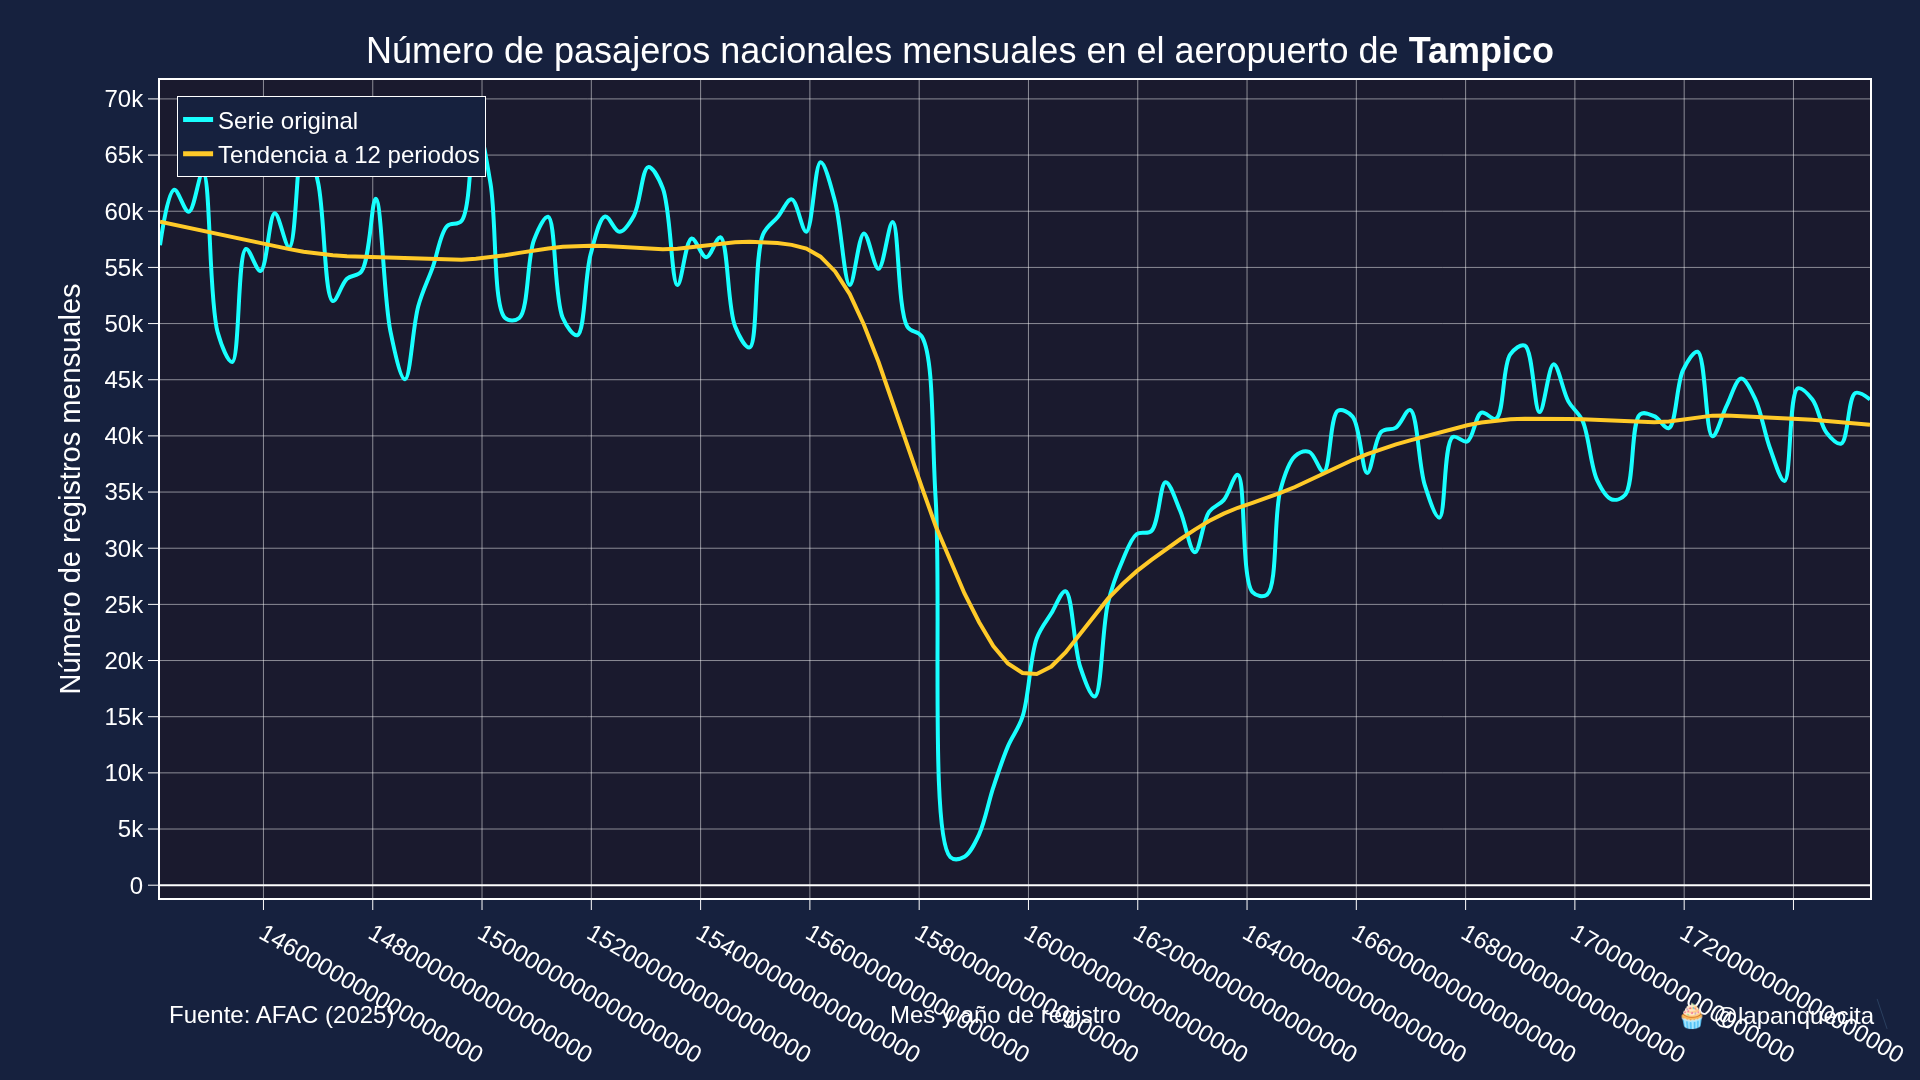 Número de pasajeros nacionales mensuales en el aeropuerto de Tampico
Serie original
Tendencia a 12 periodos
Número de registros mensuales
70k
65k
60k
55k
50k
45k
40k
35k
30k
25k
20k
15k
10k
5k
0
1460000000000000000
1480000000000000000
1500000000000000000
1520000000000000000
1540000000000000000
1560000000000000000
1580000000000000000
1600000000000000000
1620000000000000000
1640000000000000000
1660000000000000000
1680000000000000000
1700000000000000000
1720000000000000000
Fuente: AFAC (2025)
Mes y año de registro
🧁 @lapanquecita